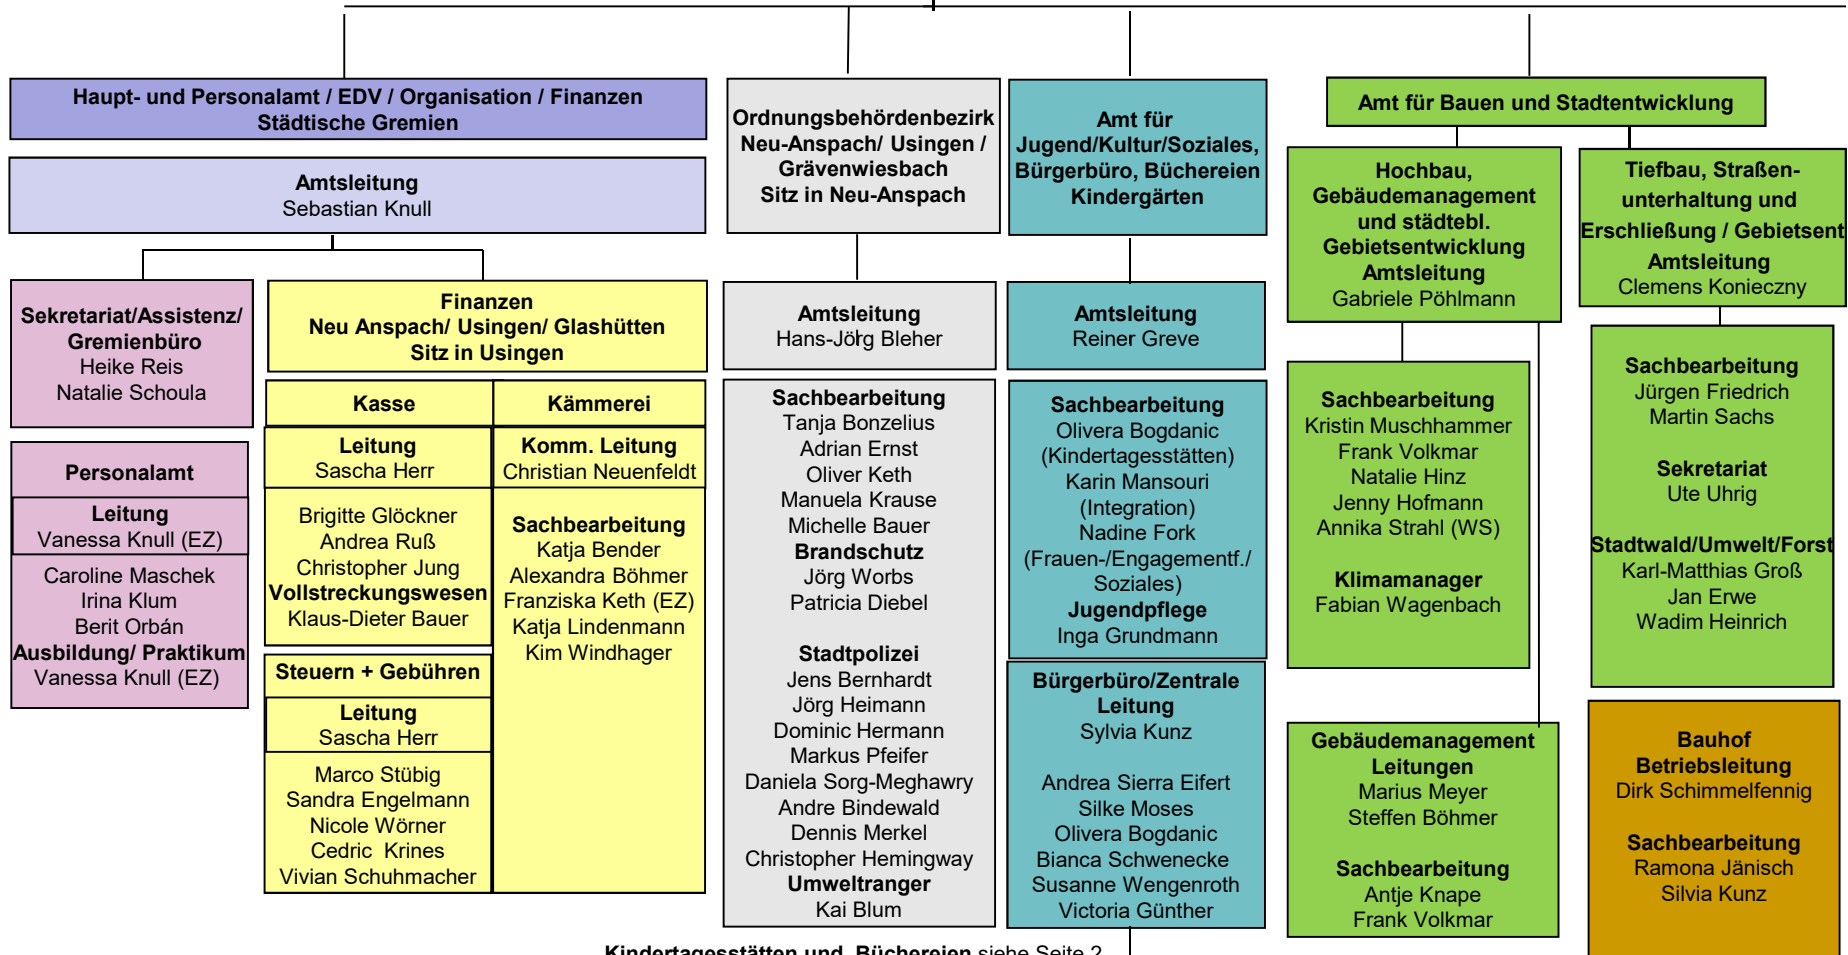 Haupt- und Personalamt / EDV / Organisation / Finanzen
Städtische Gremien
Amtsleitung
Sebastian Knull
Sekretariat/Assistenz/
Gremienbüro
Heike Reis
Natalie Schoula
Personalamt
Leitung
Vanessa Knull (EZ)
Caroline Maschek
Irina Klum
Berit Orbán
Ausbildung/ Praktikum
Vanessa Knull (EZ)
Finanzen
Neu Anspach/ Usingen/ Glashütten
Sitz in Usingen
Kasse
Leitung
Sascha Herr
Brigitte Glöckner
Andrea Ruß
Christopher Jung
Vollstreckungswesen
Klaus-Dieter Bauer
Steuern + Gebühren
Leitung
Sascha Herr
Marco Stübig
Sandra Engelmann
Nicole Wörner
Cedric Krines
Vivian Schuhmacher
Kämmerei
Komm. Leitung
Christian Neuenfeldt
Sachbearbeitung
Katja Bender
Alexandra Böhmer
Franziska Keth (EZ)
Katja Lindenmann
Kim Windhager
Ordnungsbehördenbezirk
Neu-Anspach/ Usingen /
Grävenwiesbach
Sitz in Neu-Anspach
Amtsleitung
Hans-Jörg Bleher
Sachbearbeitung
Tanja Bonzelius
Adrian Ernst
Oliver Keth
Manuela Krause
Michelle Bauer
Brandschutz
Jörg Worbs
Patricia Diebel
Stadtpolizei
Jens Bernhardt
Jörg Heimann
Dominic Hermann
Markus Pfeifer
Daniela Sorg-Meghawry
Andre Bindewald
Dennis Merkel
Christopher Hemingway
Umweltranger
Kai Blum
Amt für
Jugend/Kultur/Soziales,
Bürgerbüro, Büchereien
Kindergärten
Amtsleitung
Reiner Greve
Sachbearbeitung
Olivera Bogdanic
(Kindertagesstätten)
Karin Mansouri
(Integration)
Nadine Fork
(Frauen-/Engagementf./
Soziales)
Jugendpflege
Inga Grundmann
Bürgerbüro/Zentrale
Leitung
Sylvia Kunz
Andrea Sierra Eifert
Silke Moses
Olivera Bogdanic
Bianca Schwenecke
Susanne Wengenroth
Victoria Günther
Amt für Bauen und Stadtentwicklung
Hochbau,
Gebäudemanagement
und städtebl.
Gebietsentwicklung
Amtsleitung
Gabriele Pöhlmann
Sachbearbeitung
Kristin Muschhammer
Frank Volkmar
Natalie Hinz
Jenny Hofmann
Annika Strahl (WS)
Klimamanager
Fabian Wagenbach
Gebäudemanagement
Leitungen
Marius Meyer
Steffen Böhmer
Sachbearbeitung
Antje Knape
Frank Volkmar
Tiefbau, Straßen-
unterhaltung und
Erschließung / Gebietsent
Amtsleitung
Clemens Konieczny
Sachbearbeitung
Jürgen Friedrich
Martin Sachs
Sekretariat
Ute Uhrig
Stadtwald/Umwelt/Forst
Karl-Matthias Groß
Jan Erwe
Wadim Heinrich
Bauhof
Betriebsleitung
Dirk Schimmelfennig
Sachbearbeitung
Ramona Jänisch
Silvia Kunz
Kindertagesstätten und Büchereien siehe Seite 2